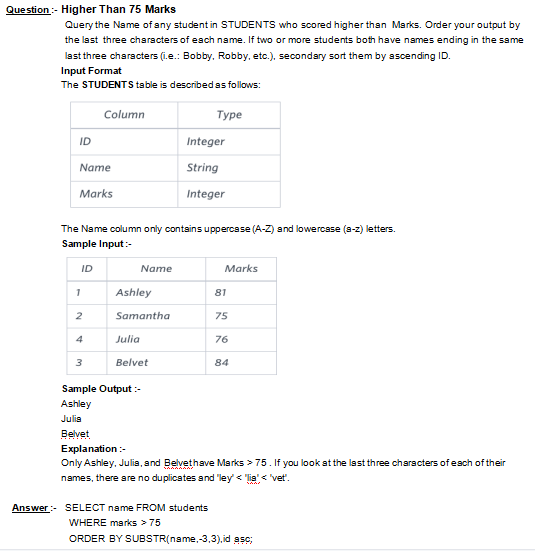 Question :- Higher Than 75 Marks
Query the Name of any student in STUDENTS who scored higher than  Marks. Order your output by
the last  three characters of each name. If two or more students both have names ending in the same
last three characters (i.e.: Bobby, Robby, etc.), secondary sort them by ascending ID.
Input Format
The STUDENTS table is described as follows:
Column Type
ID Integer
Name String
Marks Integer
The Name column only contains uppercase (A-Z) and lowercase (a-z) letters.
Sample Input :-
ID Name Marks
1 Ashley 81
2 Samantha 75
4 Julia 76
3 Belvet 84
Sample Output :-
Ashley
Julia
Belvet
Explanation :-
Only Ashley, Julia, and Belvet have Marks > 75 . If you look at the last three characters of each of their
names, there are no duplicates and 'ley' < 'lia' < 'vet'.
Answer :- SELECT name FROM students
WHERE marks > 75
ORDER BY SUBSTR(name,-3,3),id asc;